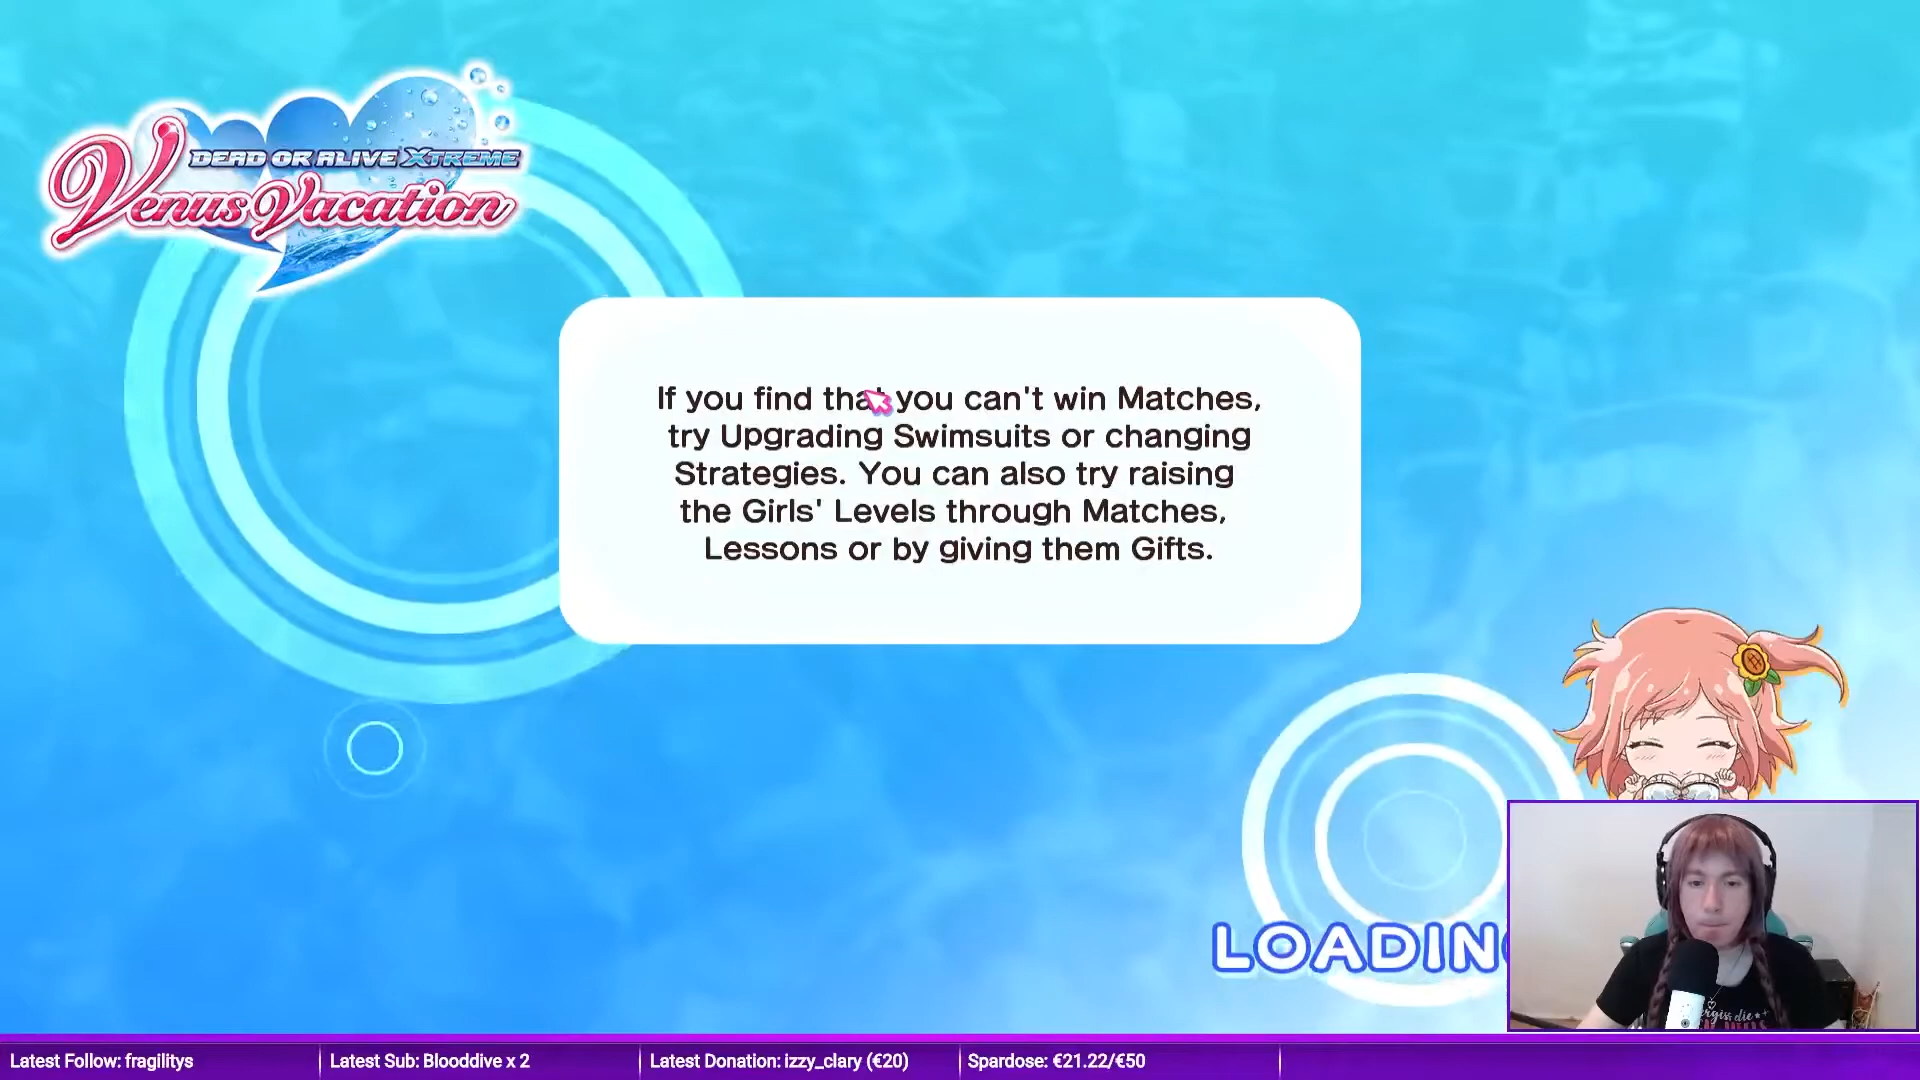 DEAD OR ALIVE XTREME
Venus Vacation
If you find that you can't win Matches,
try Upgrading Swimsuits or changing
Strategies. You can also try raising
the Girls' Levels through Matches,
Lessons or by giving them Gifts.
LOADIN
Latest Follow: fragilitys
Latest Sub: Blooddive x 2
Latest Donation: izzy_clary (€20)
Spardose: €21.22/€50